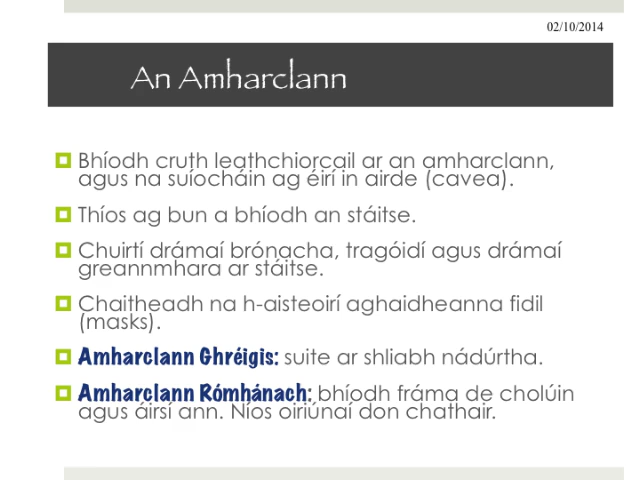 02/10/2014
An Amharclann
Bhíodh cruth leathchiorcail ar an amharclann,
agus na suíocháin ag éirí in airde (cavea).
Thíos ag bun a bhíodh an stáitse.
Chuirtí drámaí brónacha, tragóidí agus drámaí
greannmhara ar stáitse.
Chaitheadh na h-aisteoirí aghaidheanna fidil
(masks).
Amharclann Ghréigis: suite ar shliabh nádúrtha.
Amharclann Rómhánach: bhíodh fráma de cholúin
agus áirsí ann. Níos oiriúnaí don chathair.